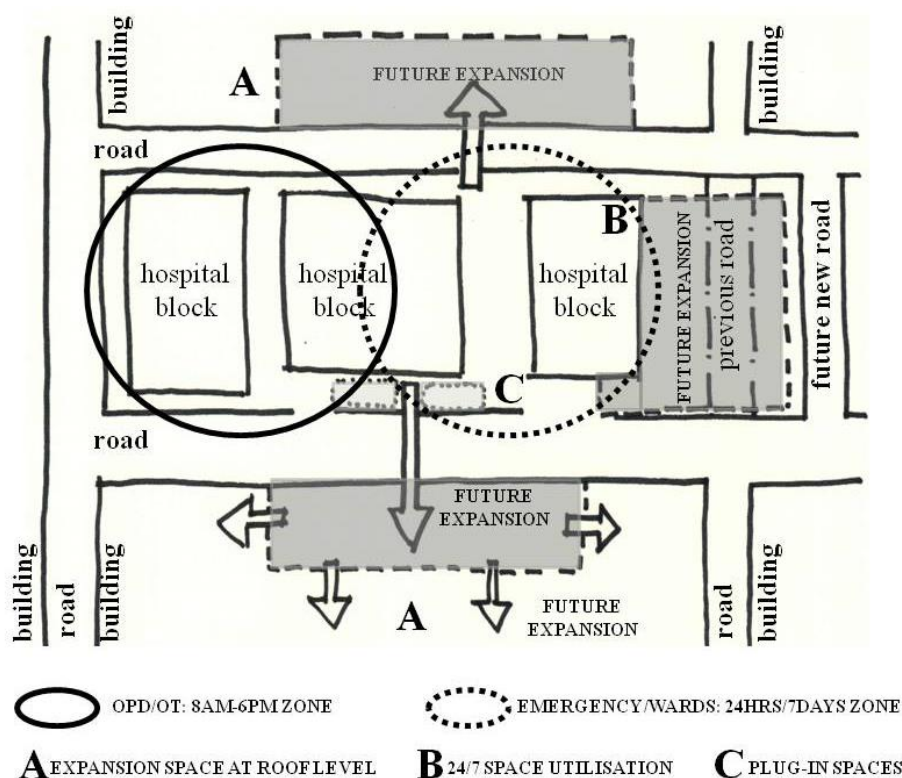 building
building
A
FUTURE EXPANSION
road
B
hospital
block
hospital
block
hospital
block
FUTURE EXPANSION
previous road
future new road
C
road
FUTURE
EXPANSION
building
road
building
A
FUTURE
EXPANSION
road
building
OPD/OT: 8AM-6PM ZONE
EMERGENCY/WARDS: 24HRS/7DAYS ZONE
A EXPANSION SPACE AT ROOF LEVEL
B 24/7 SPACE UTILISATION
C PLUG-IN SPACES